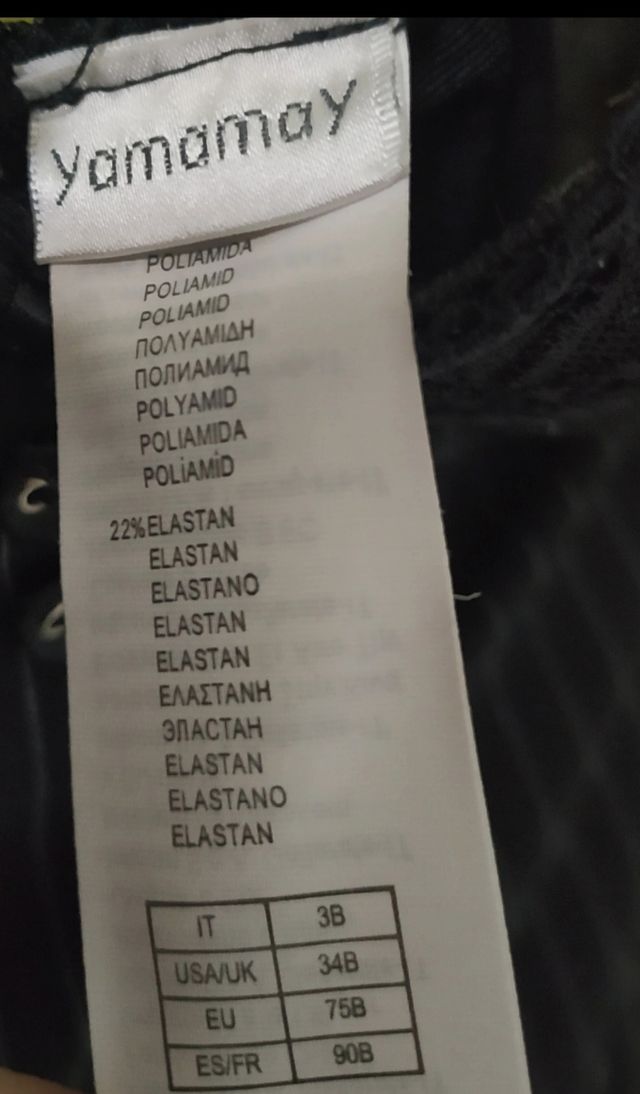 yamamay
POLIAMIDA
POLIAMID
POLIAMID
ΠΟΛΥΑΜΙΔΗ
ПОЛИАМИД
POLYAMID
POLIAMIDA
POLİAMİD
22% ELASTAN
ELASTAN
ELASTANO
ELASTAN
ELASTAN
ΕΛΑΣΤΑΝΗ
ЭЛАСТАН
ELASTAN
ELASTANO
ELASTAN
IT 3B
USA/UK 34B
EU 75B
ES/FR 90B